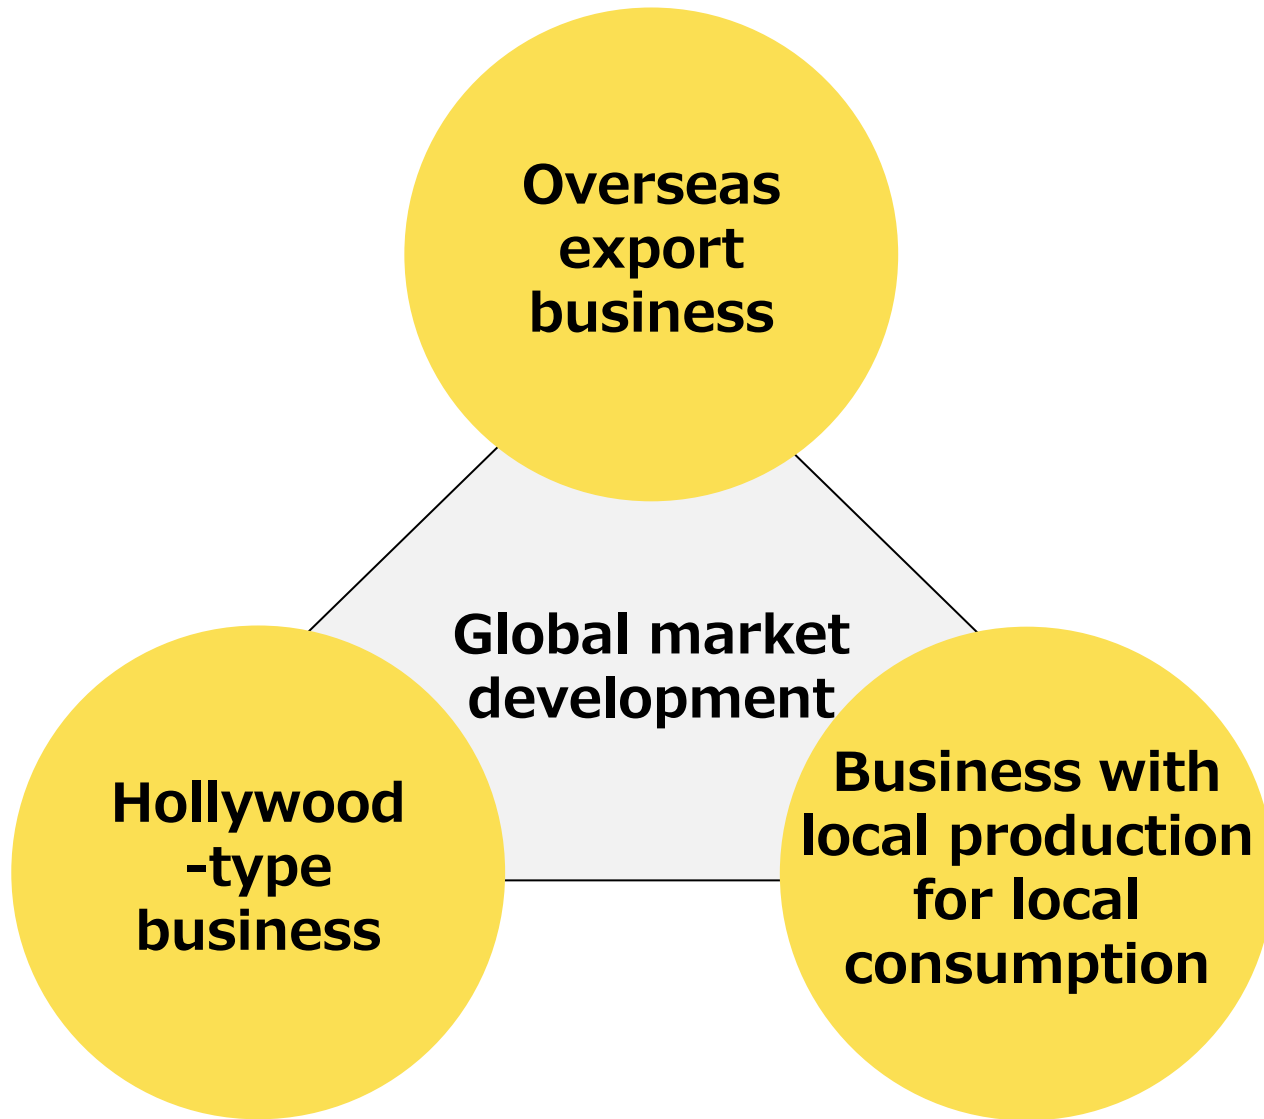 Overseas
export
business
Global market
development
Hollywood
-type
business
Business with
local production
for local
consumption